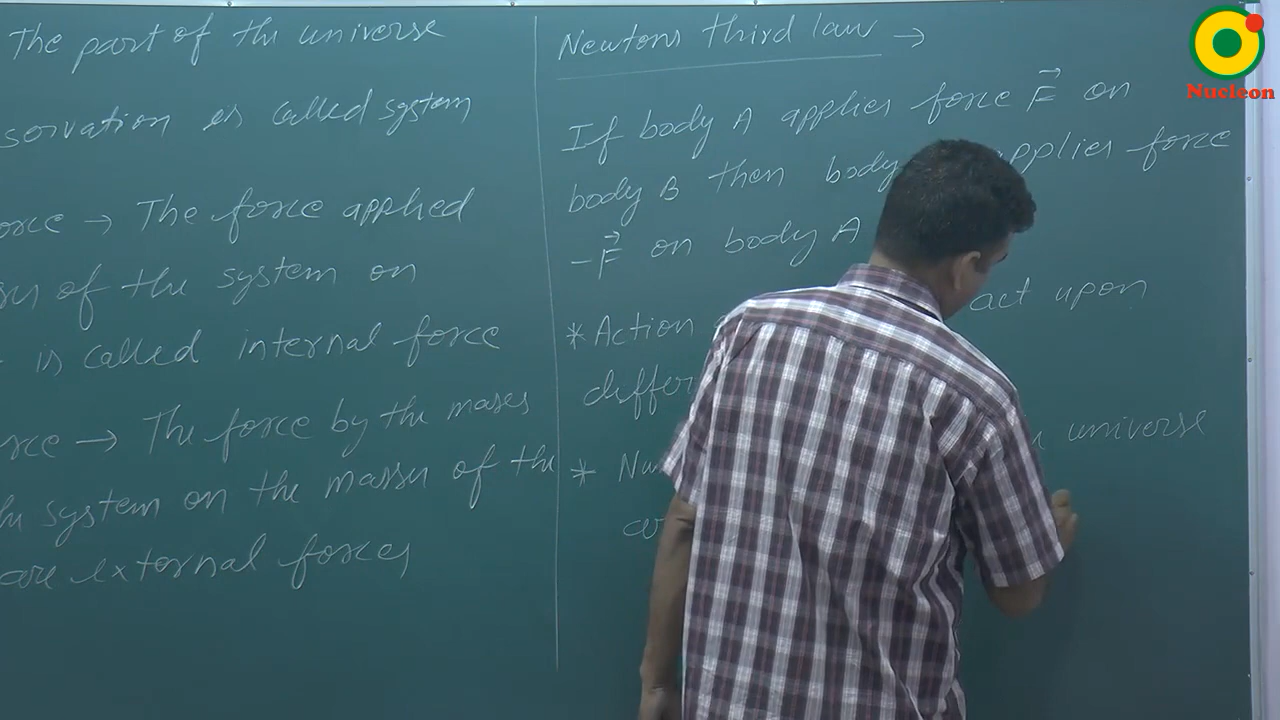 The part of the universe
servation is called system
orce → The force applied
of the system on
is called internal force
rce → The force by the masses
system on the masses of the
are external forces
Newtons third law →
If body A applies force F⃗ on
body B then body applies force
-F⃗ on body A
* Action act upon
differ
* Nu universe
Nucleon